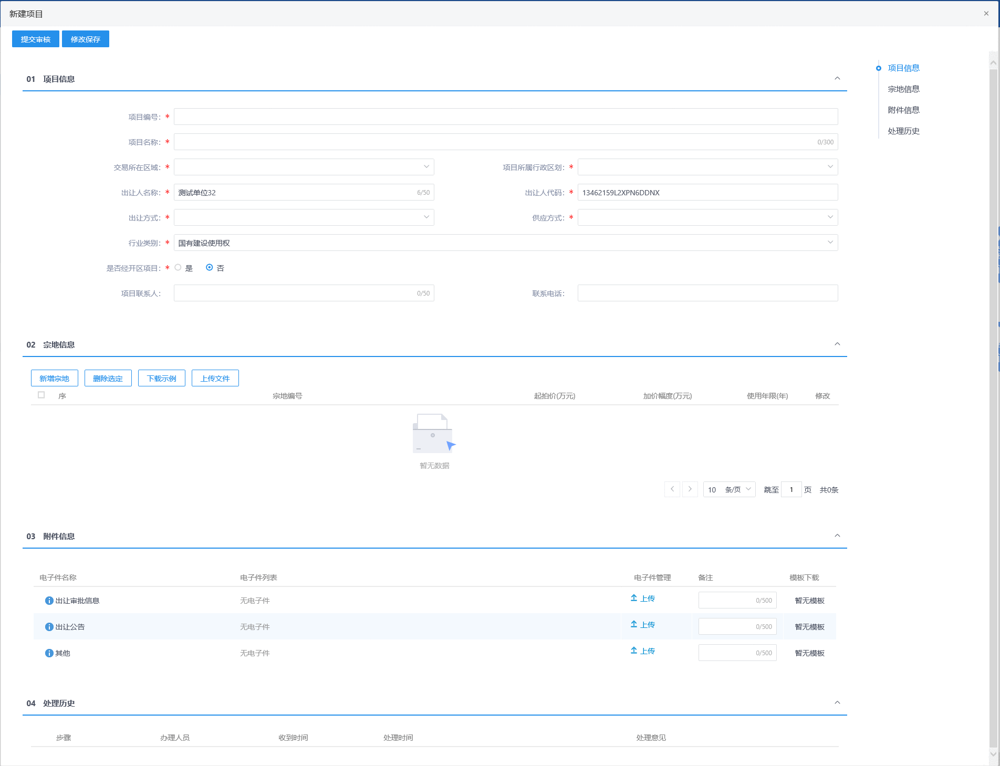 新建项目
×
提交审核 修改保存
项目信息
宗地信息
附件信息
处理历史
01 项目信息
项目编号：*
项目名称：* 0/300
交易所在区域：* 项目所属行政区划：*
出让人名称：* 测试单位32 6/50 出让人代码：* 13462159L2XPN6DDNX
出让方式：* 供应方式：*
行业类别：* 国有建设使用权
是否经开区项目：* 是 否
项目联系人： 0/50 联系电话：
02 宗地信息
新增宗地 删除选定 下载示例 上传文件
序 宗地编号 起拍价(万元) 加价幅度(万元) 使用年限(年) 修改
暂无数据
10 条/页 跳至 1 页 共0条
03 附件信息
电子件名称 电子件列表 电子件管理 备注 模板下载
出让审批信息 无电子件 上传 0/500 暂无模板
出让公告 无电子件 上传 0/500 暂无模板
其他 无电子件 上传 0/500 暂无模板
04 处理历史
步骤 办理人员 收到时间 处理时间 处理意见